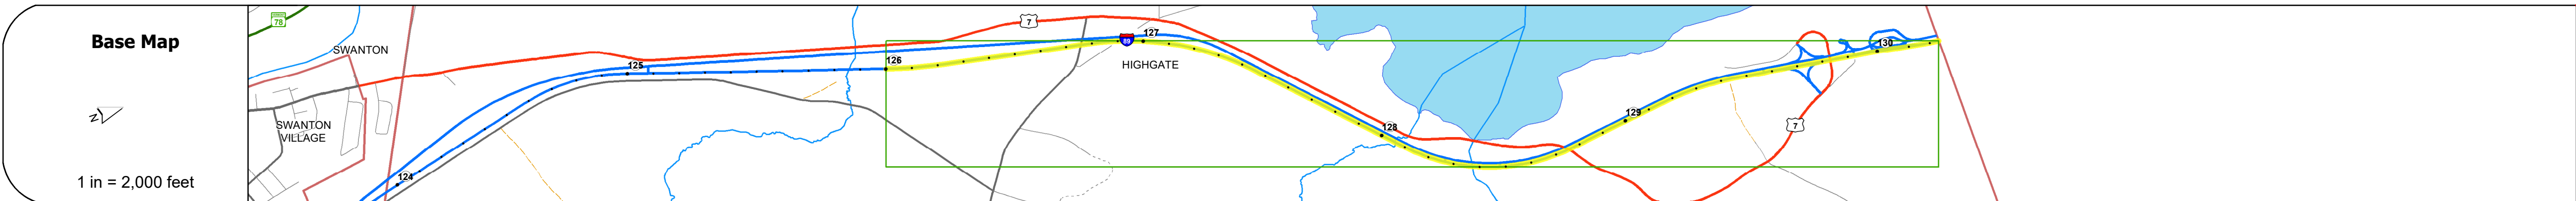 Base Map
N
1 in = 2,000 feet
78
SWANTON
SWANTON
VILLAGE
124
125
126
7
89
127
HIGHGATE
128
129
7
130